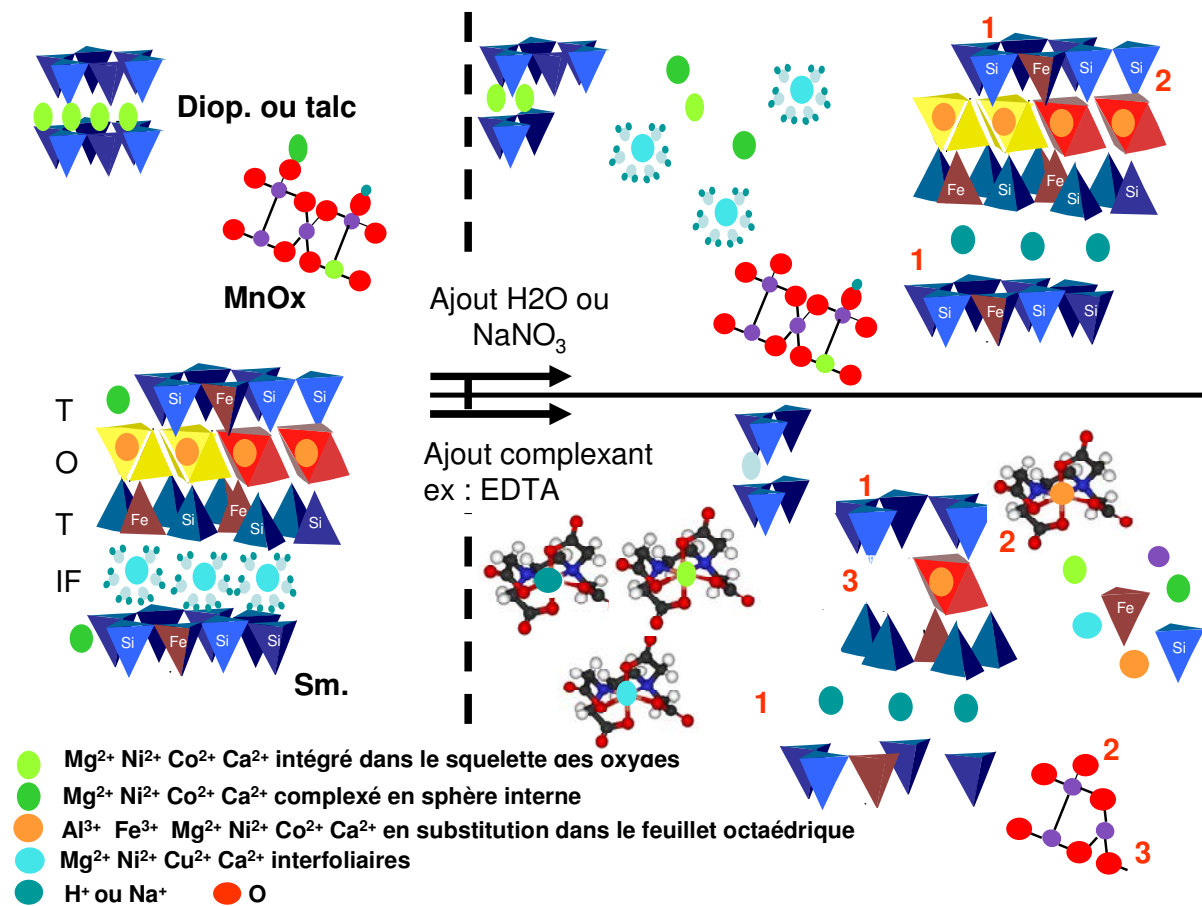 Diop. ou talc
MnOx
T
O
T
IF
Si
Fe
Si
Si
Fe
Si
Fe
Si
Si
Si
Fe
Si
Si
Sm.
Ajout H2O ou
NaNO₃
Ajout complexant
ex : EDTA
1
Si
Fe
Si
Si
2
Fe
Si
Fe
Si
Si
1
Si
Fe
Si
Si
1
2
3
Fe
Si
1
2
3
Mg²⁺ Ni²⁺ Co²⁺ Ca²⁺ intégré dans le squelette des oxydes
Mg²⁺ Ni²⁺ Co²⁺ Ca²⁺ complexé en sphère interne
Al³⁺ Fe³⁺ Mg²⁺ Ni²⁺ Co²⁺ Ca²⁺ en substitution dans le feuillet octaédrique
Mg²⁺ Ni²⁺ Cu²⁺ Ca²⁺ interfoliaires
H⁺ ou Na⁺ O